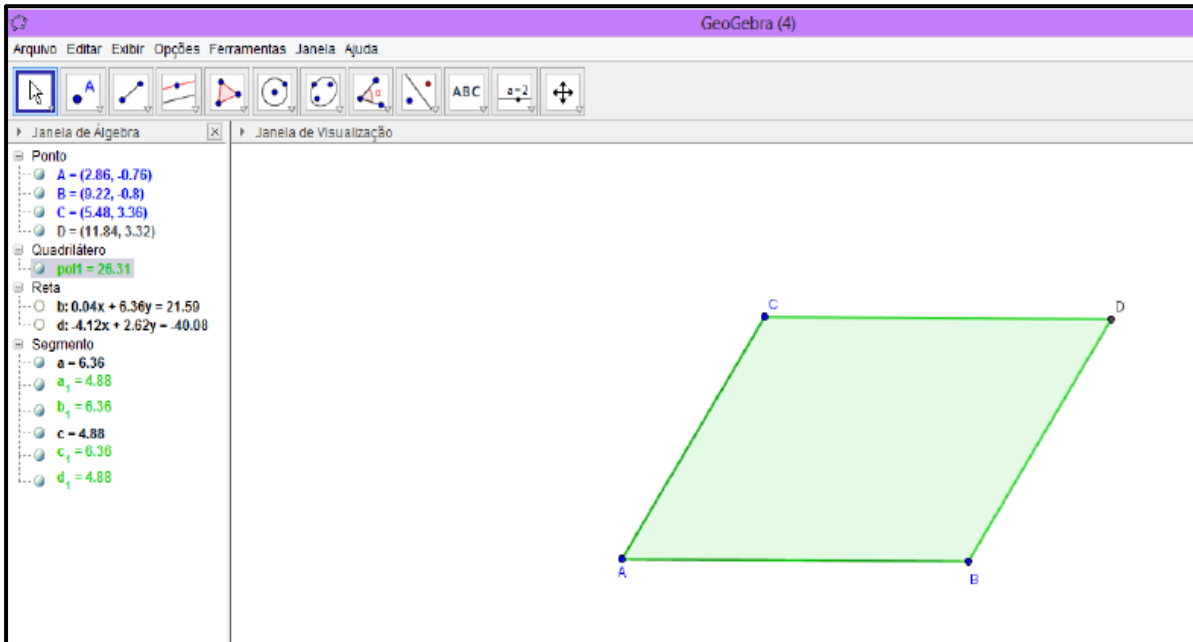 GeoGebra (4)
Arquivo Editar Exibir Opções Ferramentas Janela Ajuda
A α ABC a=2
Janela de Álgebra
Janela de Visualização
Ponto
A = (2.86, -0.76)
B = (9.22, -0.8)
C = (5.48, 3.36)
D = (11.84, 3.32)
Quadrilátero
pol1 = 26.31
Reta
b: 0.04x + 6.36y = 21.59
d: -4.12x + 2.62y = -40.08
Segmento
a = 6.36
a₁ = 4.88
b₁ = 6.36
c = 4.88
c₁ = 6.36
d₁ = 4.88
C
D
A
B